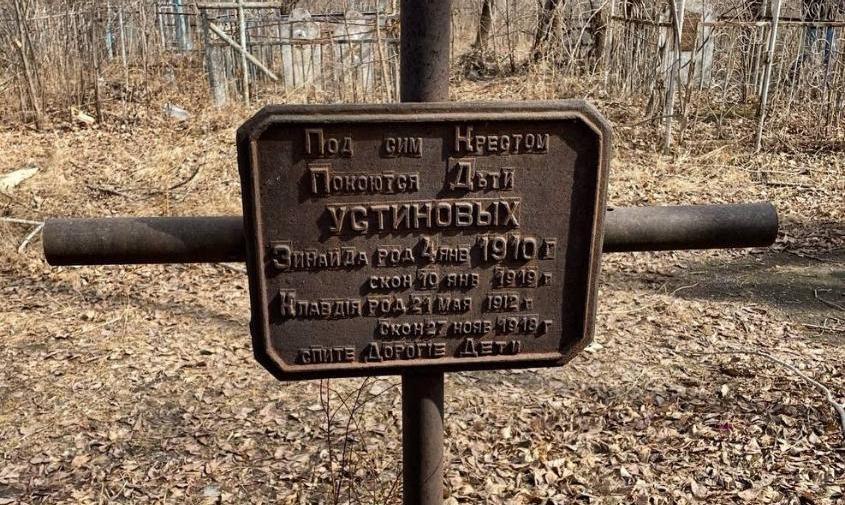 Под сим Крестом
Покоются Дѣти
УСТИНОВЫХ
Зинаида род 4 янв 1910 г
скон 10 янв 1919 г
Клавдія род 21 мая 1912 г
Скон 27 нояб 1918 г
спите Дорогіе Дети